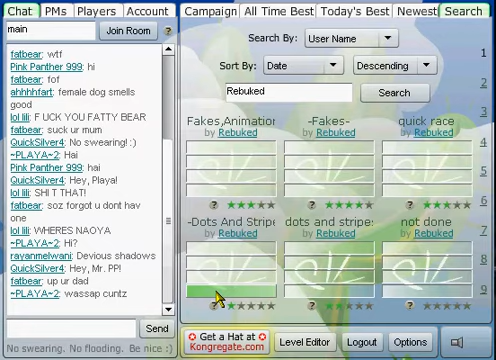 Chat PMs Players Account
Campaign All Time Best Today's Best Newest Search
main Join Room ?
Search By: User Name
Sort By: Date Descending
Rebuked Search
fatbear: wtf
Pink Panther 999: hi
fatbear: fof
ahhhhfart: female dog smells
good
lol lili: F UCK YOU FATTY BEAR
fatbear: suck ur mum
QuickSilver4: No swearing! :)
~PLAYA~2: Hai
Pink Panther 999: hai
QuickSilver4: Hey, Playa!
lol lili: SHI T THAT!
fatbear: soz forgot u dont hav
one
lol lili: WHERES NAOYA
~PLAYA~2: Hi?
rayanmelwani: Devious shadows
QuickSilver4: Hey, Mr. PP!
fatbear: up ur dad
~PLAYA~2: wassap cuntz
Send
No swearing. No flooding. Be nice :)
Fakes,Animation -Fakes- quick race
by Rebuked by Rebuked by Rebuked
? ? ?
-Dots And Stripe dots and stripe: not done
by Rebuked by Rebuked by Rebuked
? ? ?
1
2
3
4
5
6
7
8
9
Get a Hat at
Kongregate.com
Level Editor Logout Options